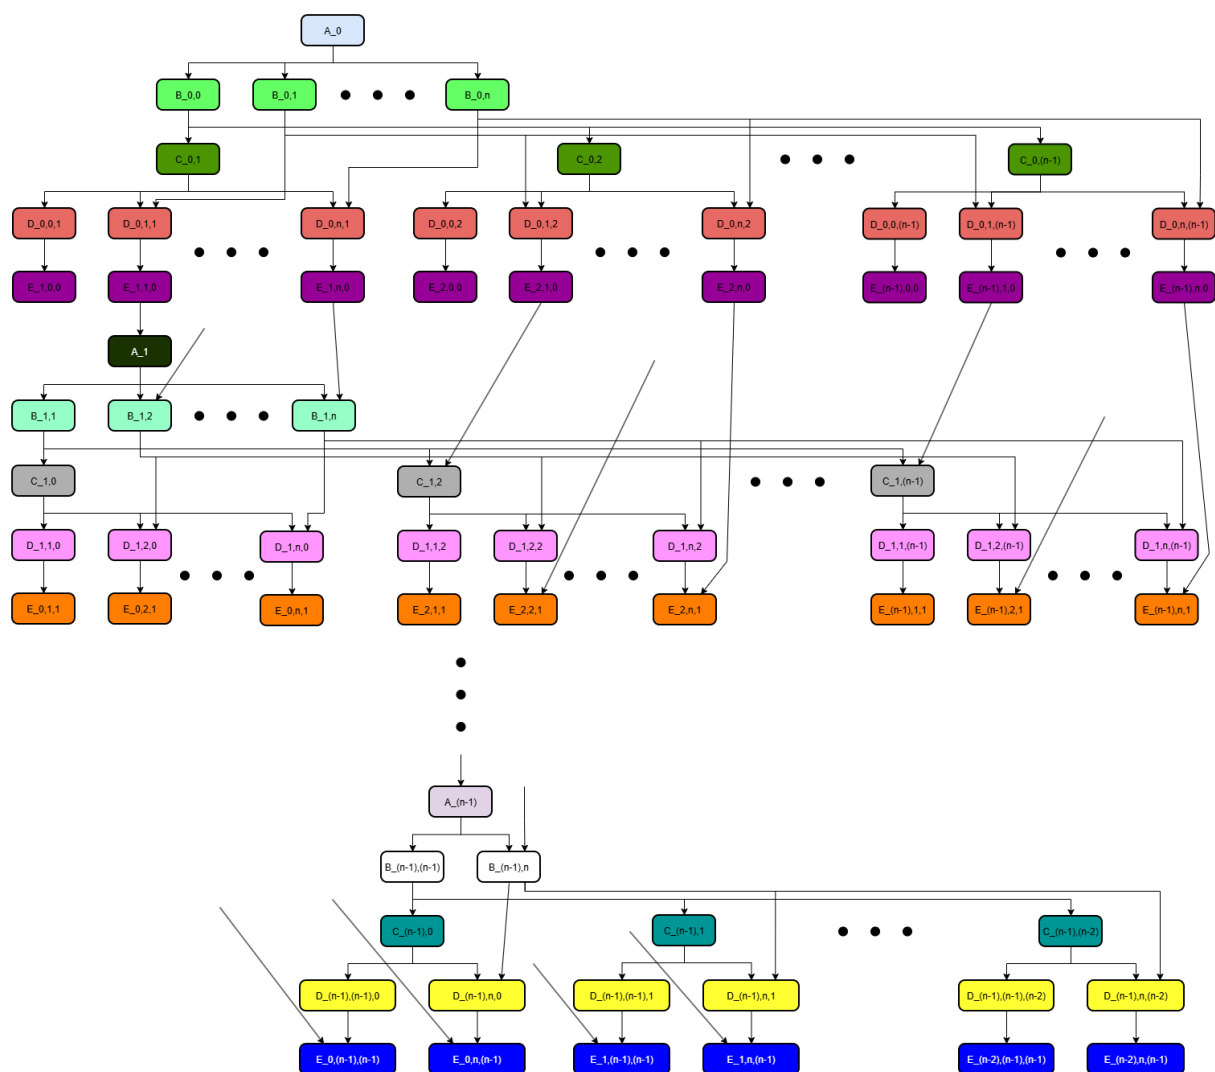 A_0
B_0,0
B_0,1
B_0,n
C_0,1
C_0,2
C_0,(n-1)
D_0,0,1
D_0,1,1
D_0,n,1
D_0,0,2
D_0,1,2
D_0,n,2
D_0,0,(n-1)
D_0,1,(n-1)
D_0,n,(n-1)
E_1,0,0
E_1,1,0
E_1,n,0
E_2,0,0
E_2,1,0
E_2,n,0
E_(n-1),0,0
E_(n-1),1,0
E_(n-1),n,0
A_1
B_1,1
B_1,2
B_1,n
C_1,0
C_1,2
C_1,(n-1)
D_1,1,0
D_1,2,0
D_1,n,0
D_1,1,2
D_1,2,2
D_1,n,2
D_1,1,(n-1)
D_1,2,(n-1)
D_1,n,(n-1)
E_0,1,1
E_0,2,1
E_0,n,1
E_2,1,1
E_2,2,1
E_2,n,1
E_(n-1),1,1
E_(n-1),2,1
E_(n-1),n,1
A_(n-1)
B_(n-1),(n-1)
B_(n-1),n
C_(n-1),0
C_(n-1),1
C_(n-1),(n-2)
D_(n-1),(n-1),0
D_(n-1),n,0
D_(n-1),(n-1),1
D_(n-1),n,1
D_(n-1),(n-1),(n-2)
D_(n-1),n,(n-2)
E_0,(n-1),(n-1)
E_0,n,(n-1)
E_1,(n-1),(n-1)
E_1,n,(n-1)
E_(n-2),(n-1),(n-1)
E_(n-2),n,(n-1)